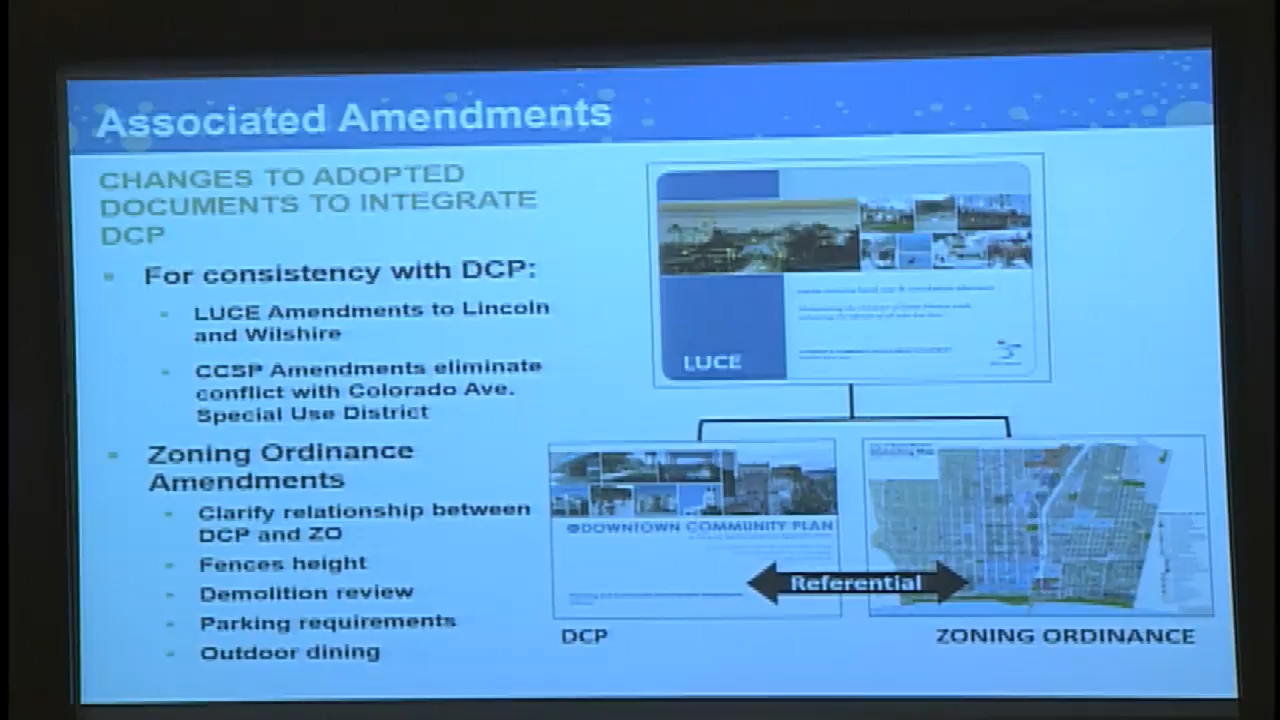 Associated Amendments
CHANGES TO ADOPTED
DOCUMENTS TO INTEGRATE
DCP
For consistency with DCP:
LUCE Amendments to Lincoln
and Wilshire
CCSP Amendments eliminate
conflict with Colorado Ave.
Special Use District
Zoning Ordinance
Amendments
Clarify relationship between
DCP and ZO
Fences height
Demolition review
Parking requirements
Outdoor dining
LUCE
DOWNTOWN COMMUNITY PLAN
Referential
DCP
ZONING ORDINANCE